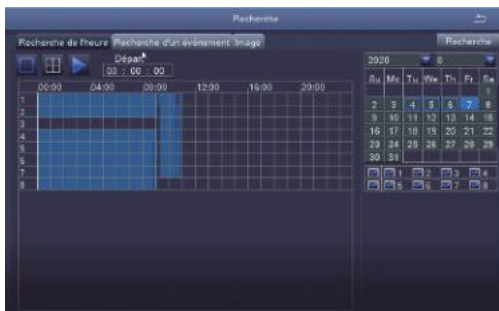 Recherche
Recherche de l'heure Recherche d'un évènement Image Recherche
Départ
00 : 00 : 00
2020 8
00:00 04:00 08:00 12:00 16:00 20:00
Su Mo Tu We Th Fr Sa
1
2 3 4 5 6 7 8
9 10 11 12 13 14 15
16 17 18 19 20 21 22
23 24 25 26 27 28 29
30 31
1
2
3
4
5
6
7
8
1 2 3 4
5 6 7 8